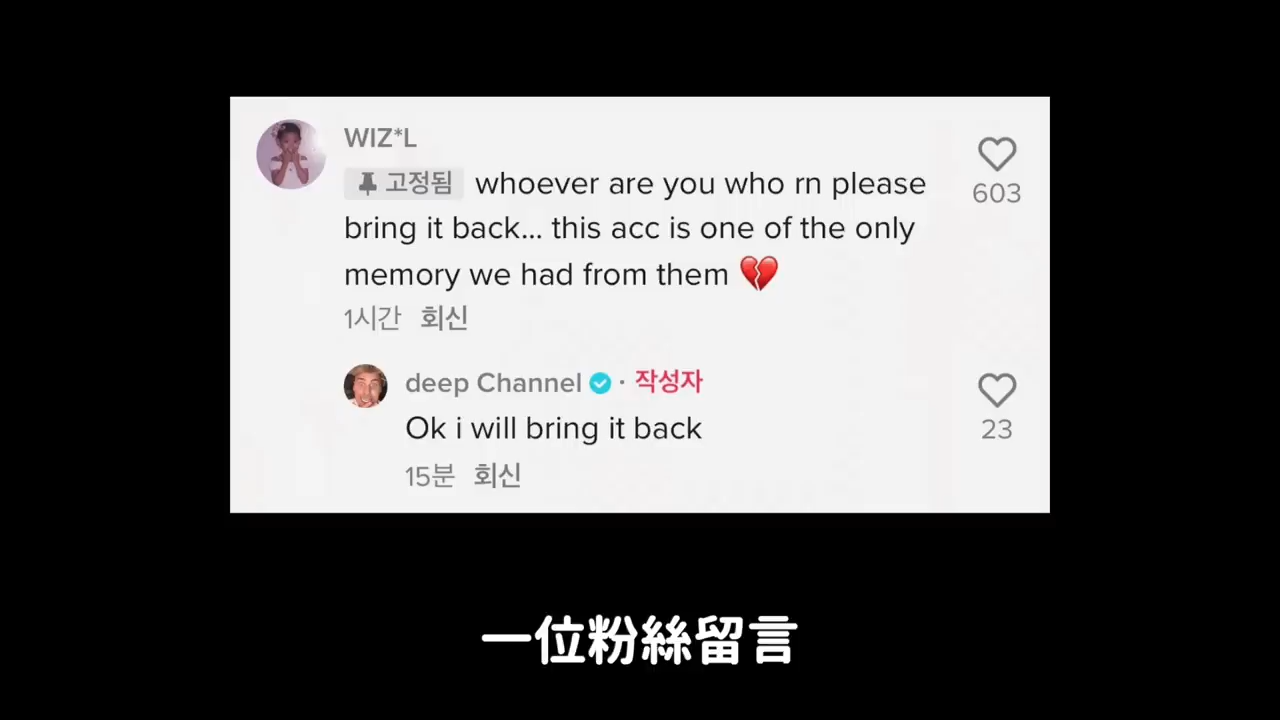 WIZ*L
고정됨 whoever are you who rn please
bring it back... this acc is one of the only
memory we had from them 💔
603
1시간 회신
deep Channel · 작성자
Ok i will bring it back
23
15분 회신
一位粉絲留言